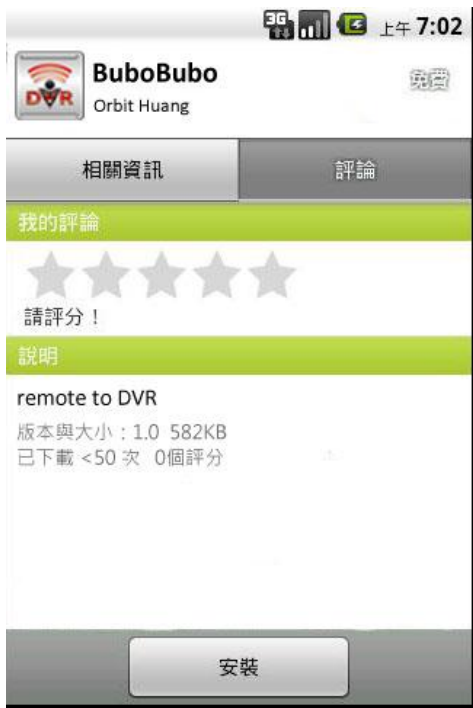 3G 上午 7:02
BuboBubo
免費
DVR
Orbit Huang
相關資訊 評論
我的評論
請評分！
說明
remote to DVR
版本與大小：1.0 582KB
已下載 <50 次 0個評分
安裝